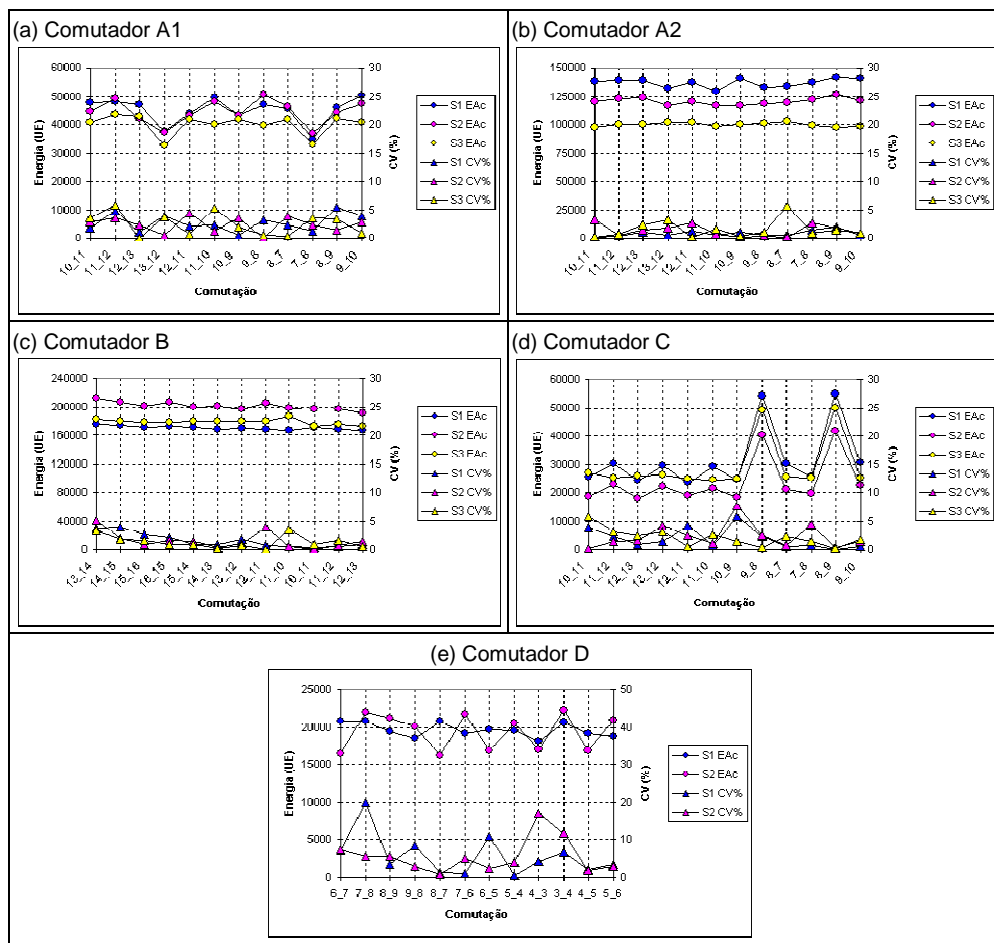 (a) Comutador A1
60000
50000
40000
30000
20000
10000
0
30
25
20
15
10
5
0
Energia (UE)
CV (%)
10_11
11_12
12_13
13_12
12_11
11_10
10_9
9_8
8_7
7_8
8_9
9_10
Comutação
S1 EAc
S2 EAc
S3 EAc
S1 CV%
S2 CV%
S3 CV%
(b) Comutador A2
150000
125000
100000
75000
50000
25000
0
30
25
20
15
10
5
0
Energia (UE)
CV (%)
10_11
11_12
12_13
13_12
12_11
11_10
10_9
9_8
8_7
7_8
8_9
9_10
Comutação
S1 EAc
S2 EAc
S3 EAc
S1 CV%
S2 CV%
S3 CV%
(c) Comutador B
240000
200000
160000
120000
80000
40000
0
30
25
20
15
10
5
0
Energia (UE)
CV (%)
13_14
14_15
15_16
16_15
15_14
14_13
13_12
12_11
11_10
10_11
11_12
12_13
Comutação
S1 EAc
S2 EAc
S3 EAc
S1 CV%
S2 CV%
S3 CV%
(d) Comutador C
60000
50000
40000
30000
20000
10000
0
30
25
20
15
10
5
0
Energia (UE)
CV (%)
10_11
11_12
12_13
13_12
12_11
11_10
10_9
9_8
8_7
7_8
8_9
9_10
Comutação
S1 EAc
S2 EAc
S3 EAc
S1 CV%
S2 CV%
S3 CV%
(e) Comutador D
25000
20000
15000
10000
5000
0
50
40
30
20
10
0
Energia (UE)
CV (%)
6_7
7_8
8_9
9_8
8_7
7_6
6_5
5_4
4_3
3_4
4_5
5_6
Comutação
S1 EAc
S2 EAc
S1 CV%
S2 CV%